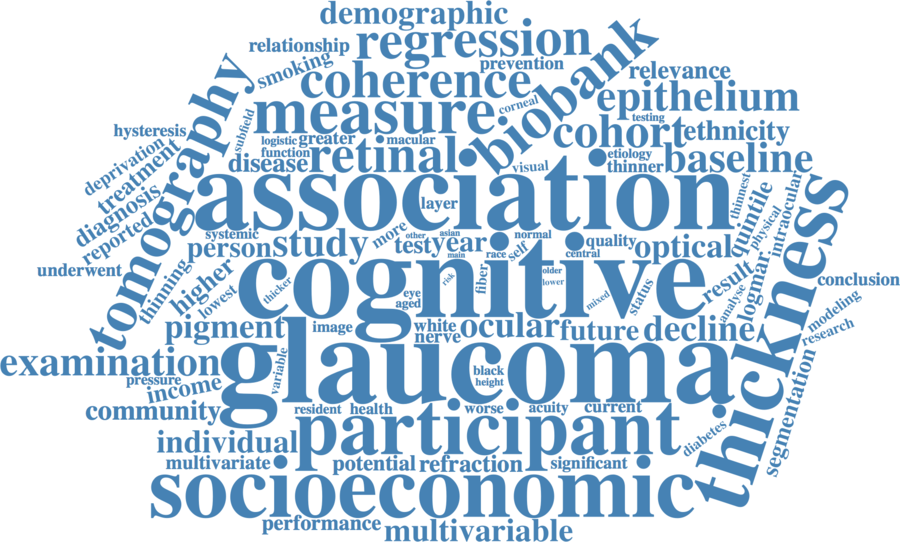 demographic
relationship
regression
smoking
prevention
biobank
coherence
relevance
epithelium
measure
corneal
testing
tomography
subfield
hysteresis
logistic
greater
macular
cohort
ethnicity
deprivation
function
retinal
etiology
baseline
disease
visual
thinner
treatment
association
thinnest
diagnosis
layer
quintile
intraocular
physical
thickness
reported
systemic
person
study
more
other
asian
test
year
normal
quality
optical
main
race
self
central
underwent
thinning
higher
lowest
cognitive
thicker
risk
fiber
older
lower
mixed
status
result
analyse
logmar
conclusion
eye
aged
pigment
image
white
nerve
ocular
future
decline
modeling
research
examination
glaucoma
variable
pressure
income
black
height
segmentation
community
resident
health
worse
acuity
current
participant
diabetes
individual
multivariate
potential
refraction
significant
socioeconomic
performance
multivariable